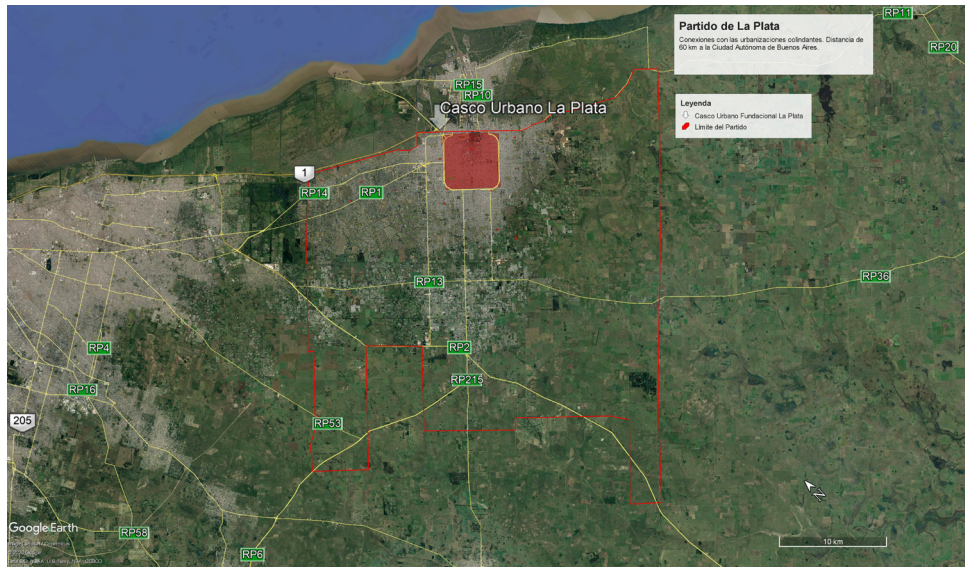 Partido de La Plata
Conexiones con las urbanizaciones colindantes. Distancia de
60 km a la Ciudad Autónoma de Buenos Aires.
RP11
RP20
RP15
RP10
Casco Urbano La Plata
Leyenda
Casco Urbano Fundacional La Plata
Límite del Partido
1
RP14
RP1
RP13
RP36
RP4
RP2
RP16
RP215
205
RP53
N
Google Earth
RP58
10 km
RP6